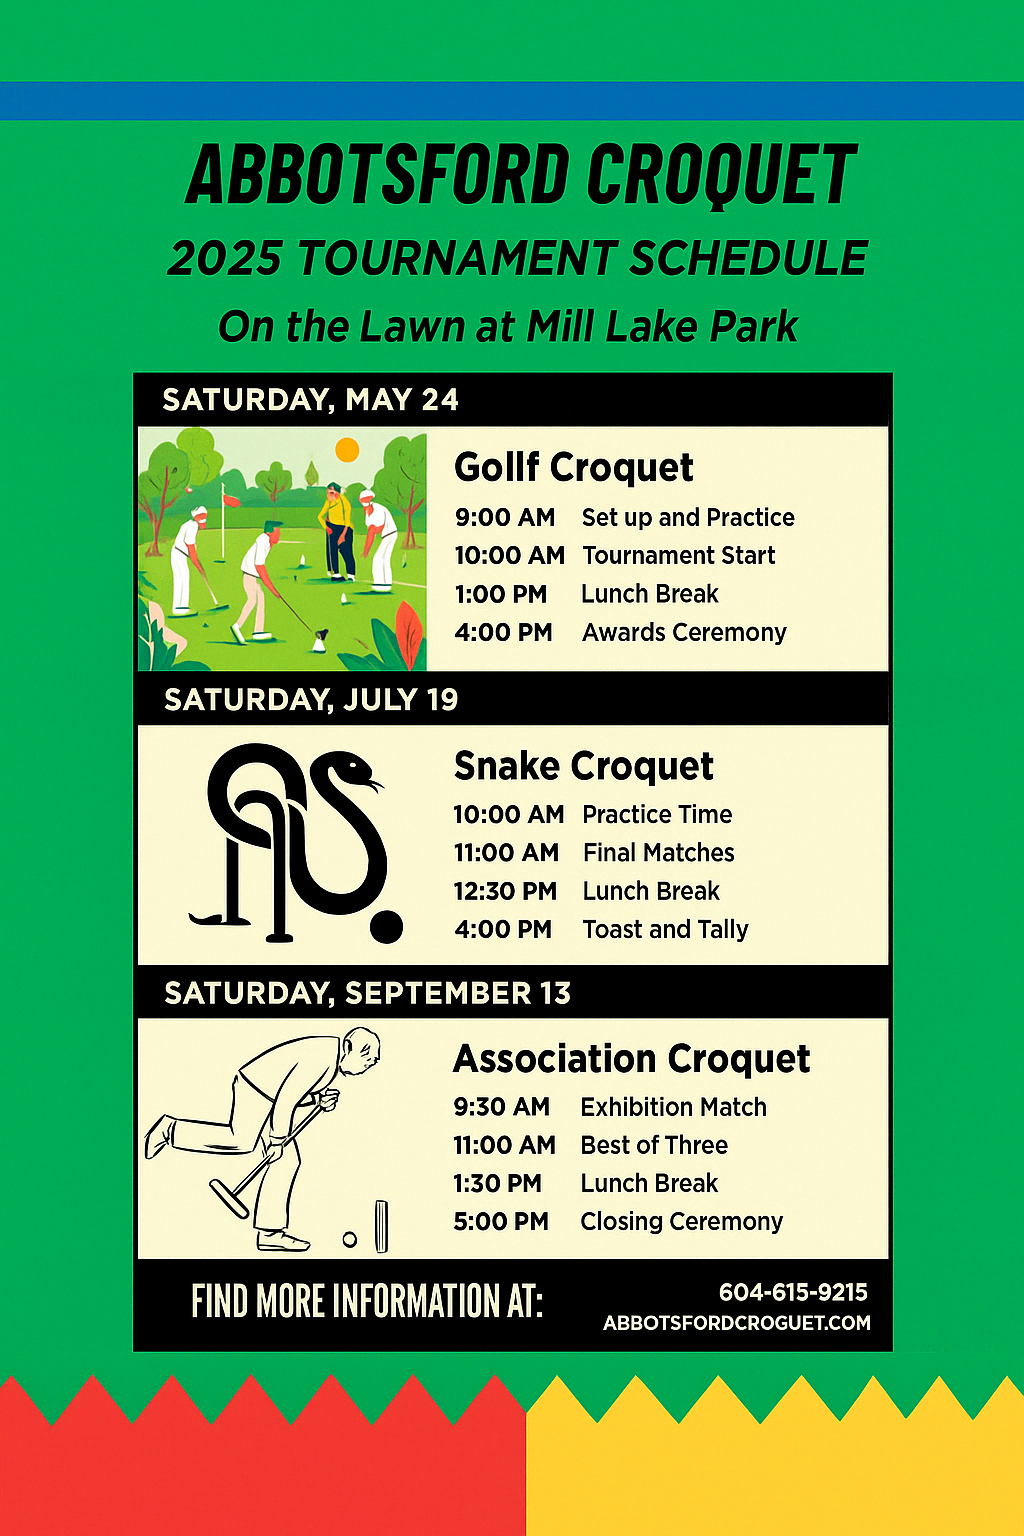 ABBOTSFORD CROQUET
2025 TOURNAMENT SCHEDULE
On the Lawn at Mill Lake Park
SATURDAY, MAY 24
Gollf Croquet
9:00 AM Set up and Practice
10:00 AM Tournament Start
1:00 PM Lunch Break
4:00 PM Awards Ceremony
SATURDAY, JULY 19
Snake Croquet
10:00 AM Practice Time
11:00 AM Final Matches
12:30 PM Lunch Break
4:00 PM Toast and Tally
SATURDAY, SEPTEMBER 13
Association Croquet
9:30 AM Exhibition Match
11:00 AM Best of Three
1:30 PM Lunch Break
5:00 PM Closing Ceremony
FIND MORE INFORMATION AT:
604-615-9215
ABBOTSFORDCROGUET.COM